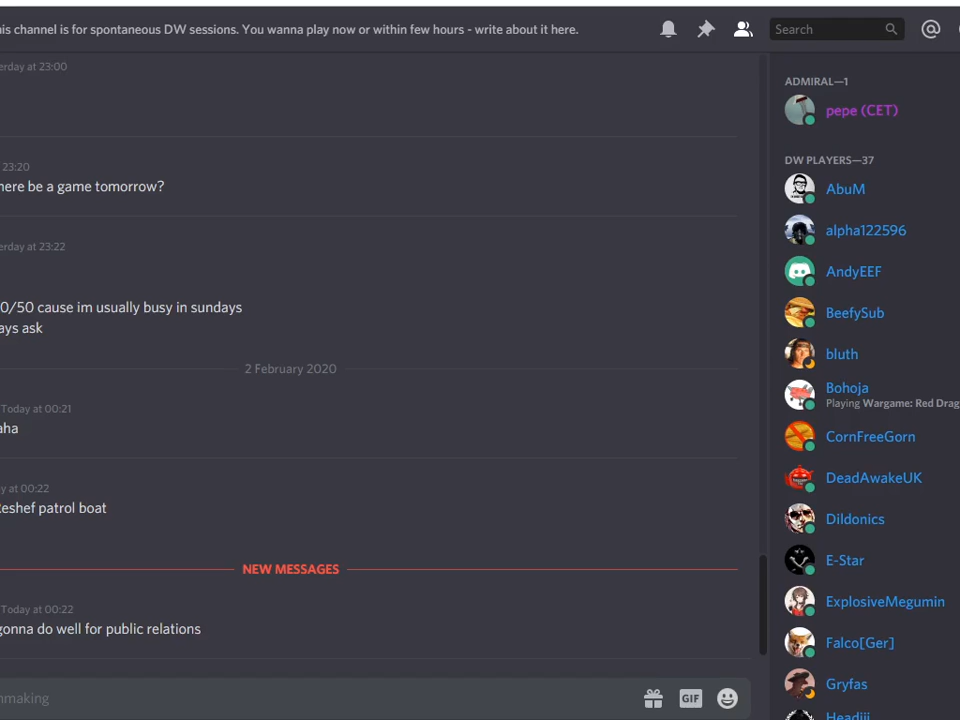 his channel is for spontaneous DW sessions. You wanna play now or within few hours - write about it here.
Search
erday at 23:00
23:20
here be a game tomorrow?
erday at 23:22
0/50 cause im usually busy in sundays
ays ask
2 February 2020
Today at 00:21
aha
y at 00:22
eshef patrol boat
NEW MESSAGES
Today at 00:22
gonna do well for public relations
nmaking
GIF
ADMIRAL—1
pepe (CET)
DW PLAYERS—37
AbuM
alpha122596
AndyEEF
BeefySub
bluth
Bohoja
Playing Wargame: Red Drag
CornFreeGorn
DeadAwakeUK
Dildonics
E-Star
ExplosiveMegumin
Falco[Ger]
Gryfas